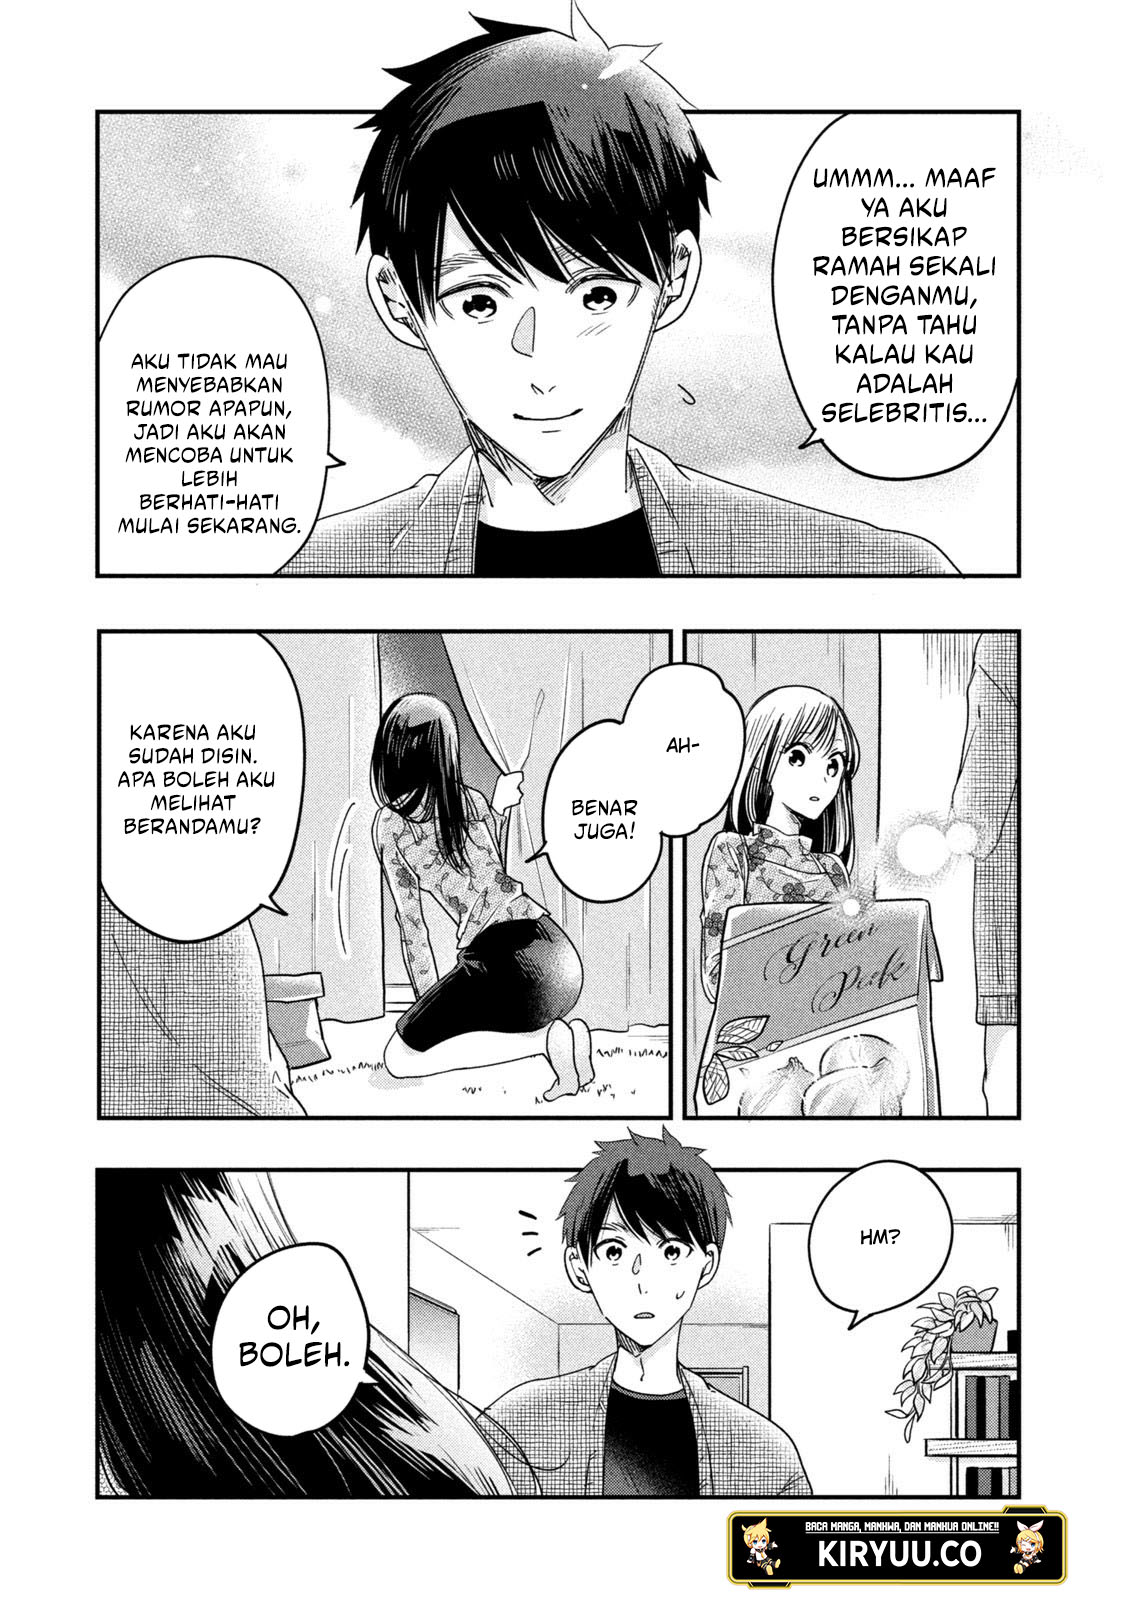 UMMM... MAAF
YA AKU
BERSIKAP
RAMAH SEKALI
DENGANMU,
TANPA TAHU
KALAU KAU
ADALAH
SELEBRITIS...
AKU TIDAK MAU
MENYEBABKAN
RUMOR APAPUN,
JADI AKU AKAN
MENCOBA UNTUK
LEBIH
BERHATI-HATI
MULAI SEKARANG.
AH-
BENAR
JUGA!
Green
KARENA AKU
SUDAH DISIN.
APA BOLEH AKU
MELIHAT
BERANDAMU?
HM?
OH,
BOLEH.
BACA MANGA, MANHWA, DAN MANHUA ONLINE!!
KIRYUU.CO